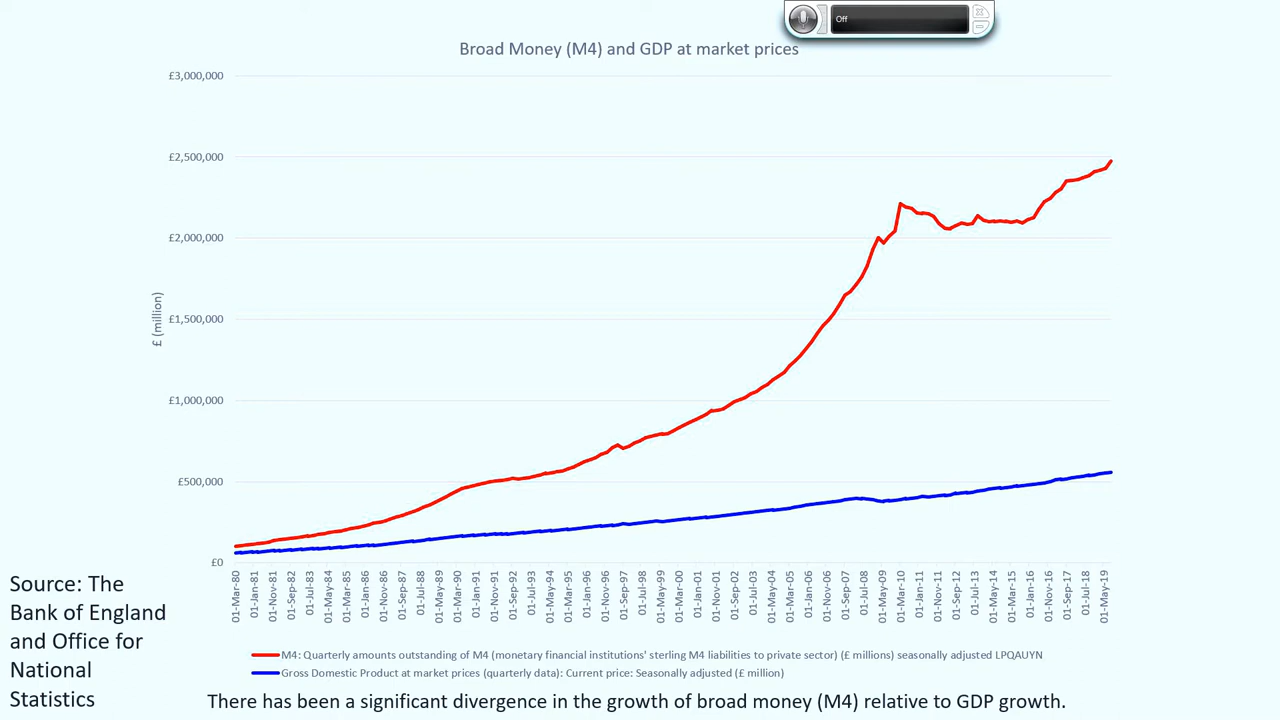 Off
Broad Money (M4) and GDP at market prices
£3,000,000
£2,500,000
£2,000,000
£1,500,000
£1,000,000
£500,000
£0
£ (million)
01-Mar-80
01-Jan-81
01-Nov-81
01-Sep-82
01-Jul-83
01-May-84
01-Mar-85
01-Jan-86
01-Nov-86
01-Sep-87
01-Jul-88
01-May-89
01-Mar-90
01-Jan-91
01-Nov-91
01-Sep-92
01-Jul-93
01-May-94
01-Mar-95
01-Jan-96
01-Nov-96
01-Sep-97
01-Jul-98
01-May-99
01-Mar-00
01-Jan-01
01-Nov-01
01-Sep-02
01-Jul-03
01-May-04
01-Mar-05
01-Jan-06
01-Nov-06
01-Sep-07
01-Jul-08
01-May-09
01-Mar-10
01-Jan-11
01-Nov-11
01-Sep-12
01-Jul-13
01-May-14
01-Mar-15
01-Jan-16
01-Nov-16
01-Sep-17
01-Jul-18
01-May-19
Source: The
Bank of England
and Office for
National
Statistics
M4: Quarterly amounts outstanding of M4 (monetary financial institutions' sterling M4 liabilities to private sector) (£ millions) seasonally adjusted LPQAUYN
Gross Domestic Product at market prices (quarterly data): Current price: Seasonally adjusted (£ million)
There has been a significant divergence in the growth of broad money (M4) relative to GDP growth.